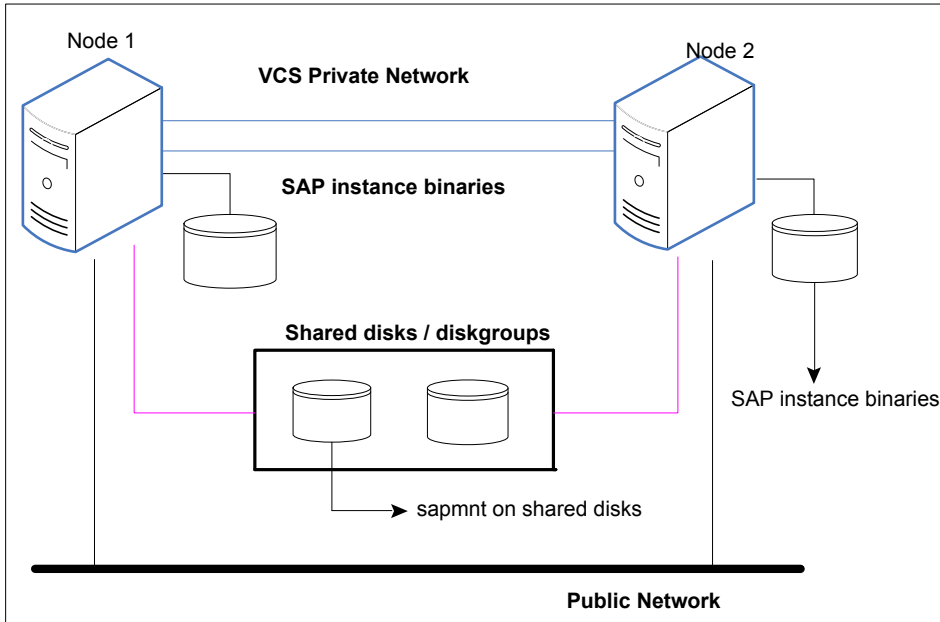 Node 1
Node 2
VCS Private Network
SAP instance binaries
Shared disks / diskgroups
SAP instance binaries
sapmnt on shared disks
Public Network